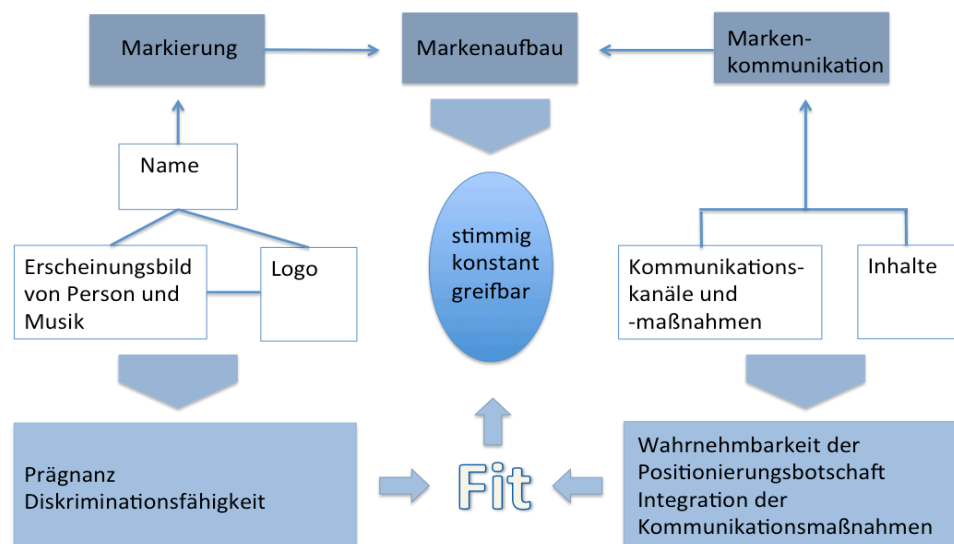 Markierung
Markenaufbau
Marken-
kommunikation
Name
Erscheinungsbild
von Person und
Musik
Logo
stimmig
konstant
greifbar
Kommunikations-
kanäle und
-maßnahmen
Inhalte
Prägnanz
Diskriminationsfähigkeit
Fit
Wahrnehmbarkeit der
Positionierungsbotschaft
Integration der
Kommunikationsmaßnahmen